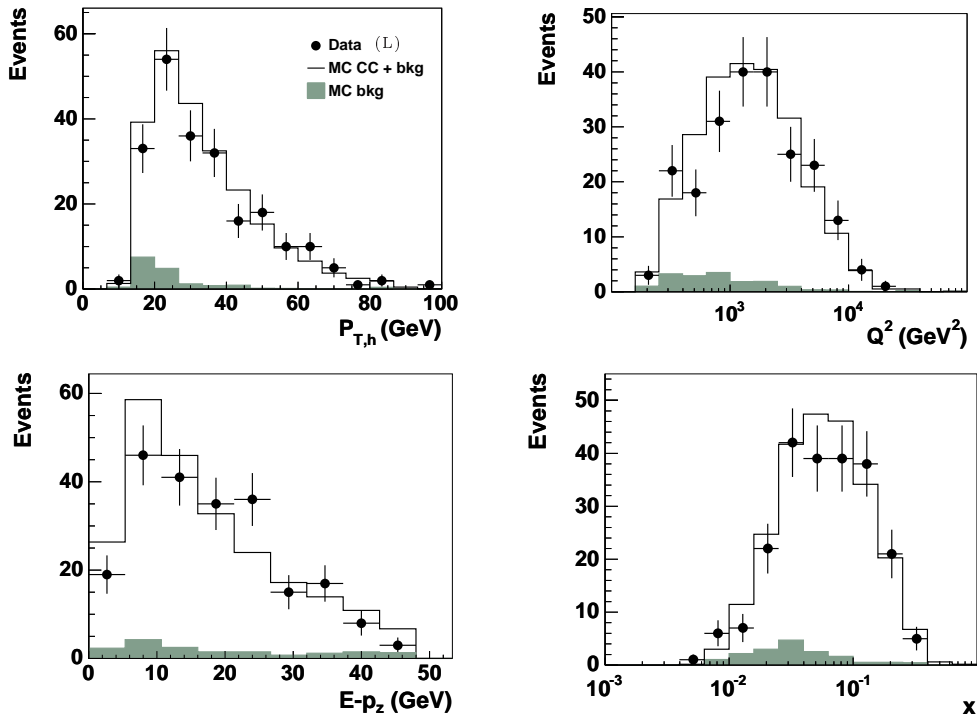 Events
60
40
20
0
0 20 40 60 80 100
P_T,h (GeV)
Data (L)
MC CC + bkg
MC bkg
Events
50
40
30
20
10
0
10^3 10^4
Q^2 (GeV^2)
Events
60
40
20
0
0 10 20 30 40 50
E-p_z (GeV)
Events
50
40
30
20
10
0
10^-3 10^-2 10^-1
x